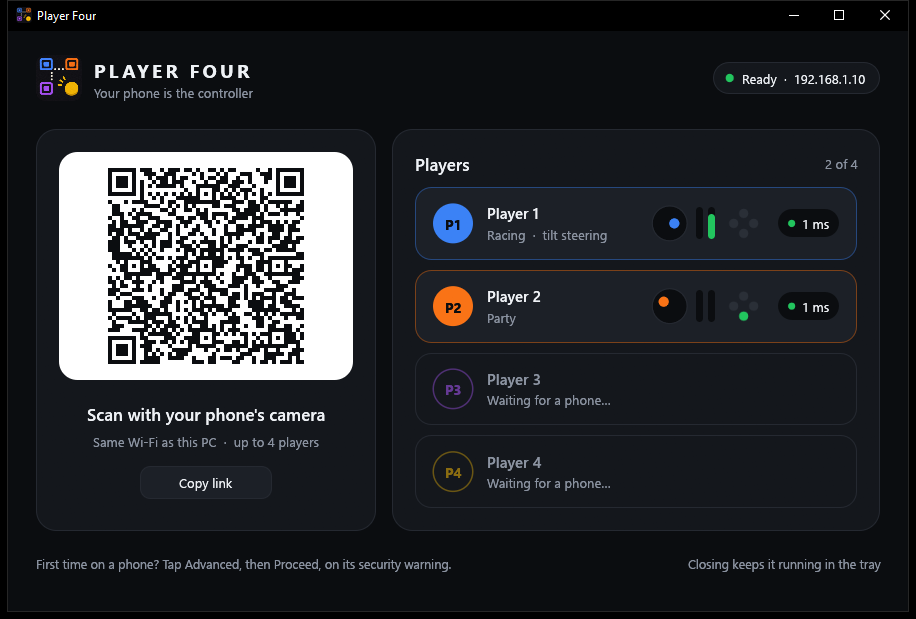 Player Four
PLAYER FOUR
Your phone is the controller
Ready · 192.168.1.10
Scan with your phone's camera
Same Wi-Fi as this PC · up to 4 players
Copy link
Players
2 of 4
P1
Player 1
Racing · tilt steering
1 ms
P2
Player 2
Party
1 ms
P3
Player 3
Waiting for a phone...
P4
Player 4
Waiting for a phone...
First time on a phone? Tap Advanced, then Proceed, on its security warning.
Closing keeps it running in the tray